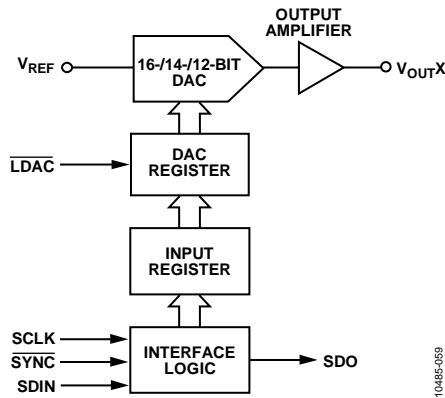 OUTPUT
AMPLIFIER
VREF
16-/14-/12-BIT
DAC
VOUTX
LDAC
DAC
REGISTER
INPUT
REGISTER
SCLK
SYNC
SDIN
INTERFACE
LOGIC
SDO
10485-059